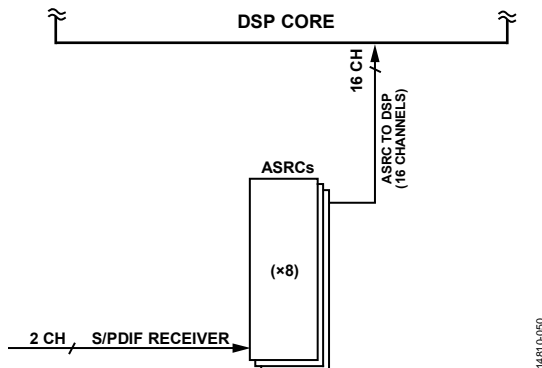 DSP CORE
16 CH
ASRC TO DSP
(16 CHANNELS)
ASRCs
(×8)
2 CH
S/PDIF RECEIVER
14810-050